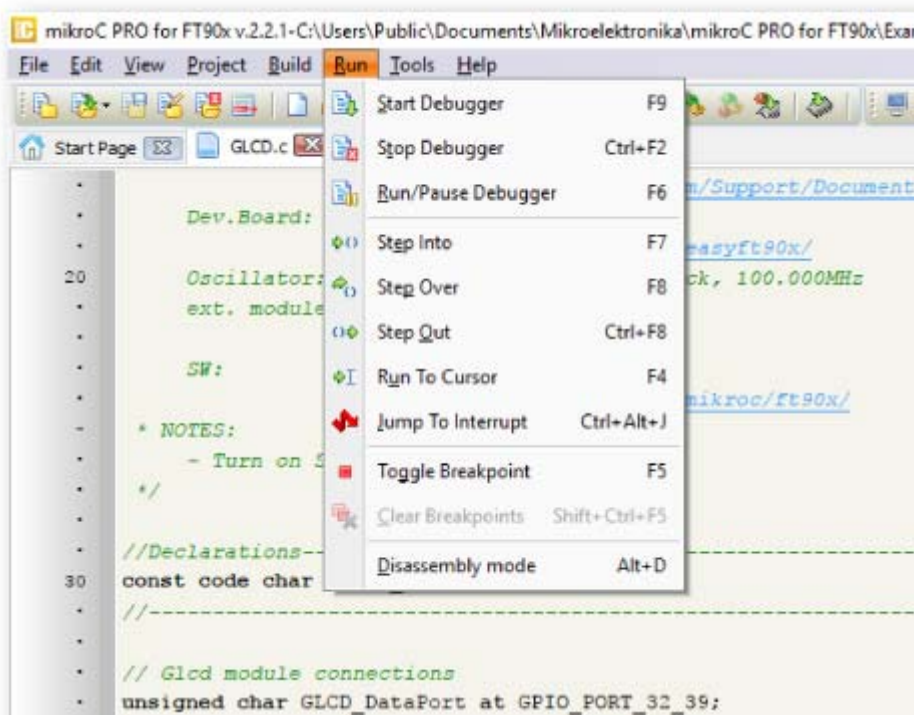 mikroC PRO for FT90x v.2.2.1-C:\Users\Public\Documents\Mikroelektronika\mikroC PRO for FT90x\Exa
File Edit View Project Build Run Tools Help
Start Page GLCD.c
Start Debugger F9
Stop Debugger Ctrl+F2
Run/Pause Debugger F6
Step Into F7
Step Over F8
Step Out Ctrl+F8
Run To Cursor F4
Jump To Interrupt Ctrl+Alt+J
Toggle Breakpoint F5
Clear Breakpoints Shift+Ctrl+F5
Disassembly mode Alt+D
m/Support/Document
Dev.Board:
easyft90x/
20 Oscillator: ck, 100.000MHz
ext. module
SW:
mikroc/ft90x/
* NOTES:
- Turn on
*/
//Declarations--
30 const code char
//------------------------------------------------------------
// Glcd module connections
unsigned char GLCD_DataPort at GPIO_PORT_32_39;